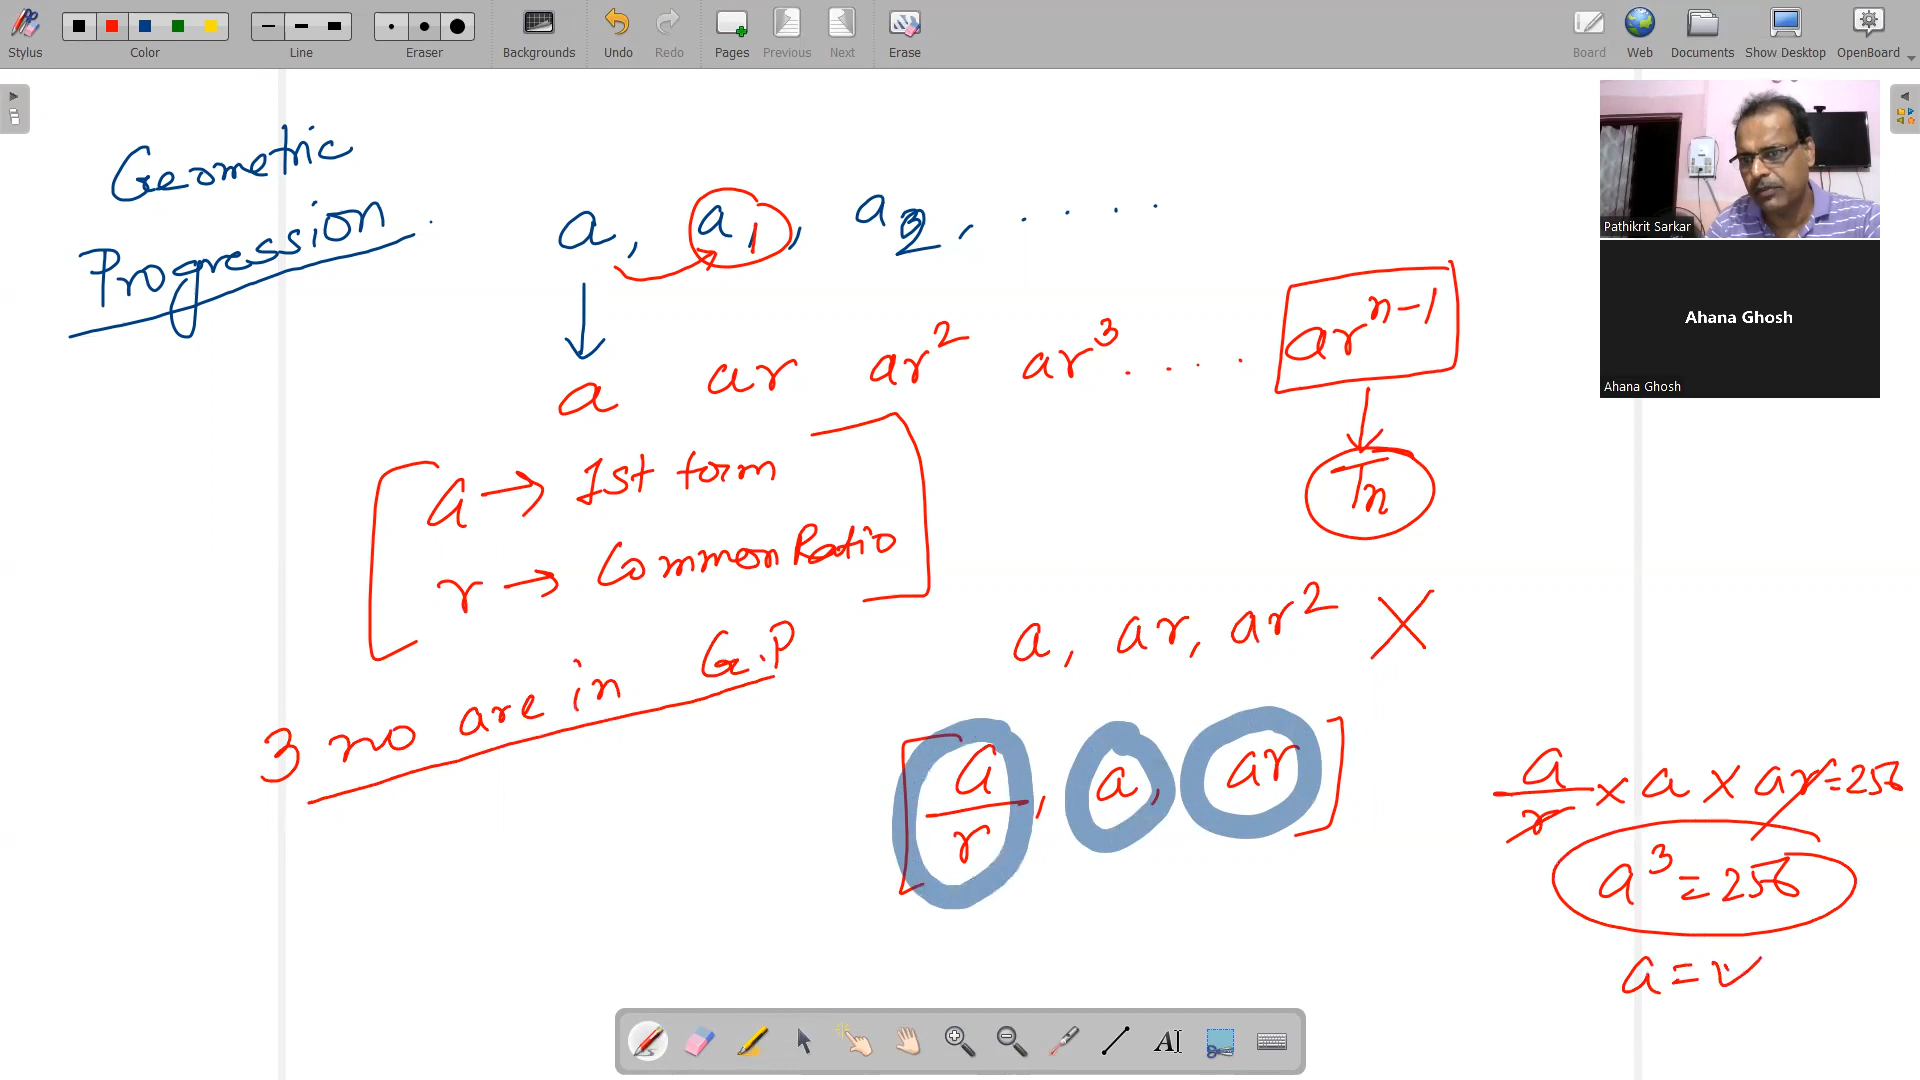 Stylus Color Line Eraser Backgrounds Undo Redo Pages Previous Next Erase Board Web Documents Show Desktop OpenBoard
Geometric
Progression.
a, a1, a2, .....
a ar ar² ar³ ..... ar^n-1
Tn
a → 1st term
r → Common Ratio
3 no are in G.P
a, ar, ar² X
[a/r, a, ar]
a/r × a × ar = 256
a³ = 256
a = ✓
Pathikrit Sarkar
Ahana Ghosh
Ahana Ghosh